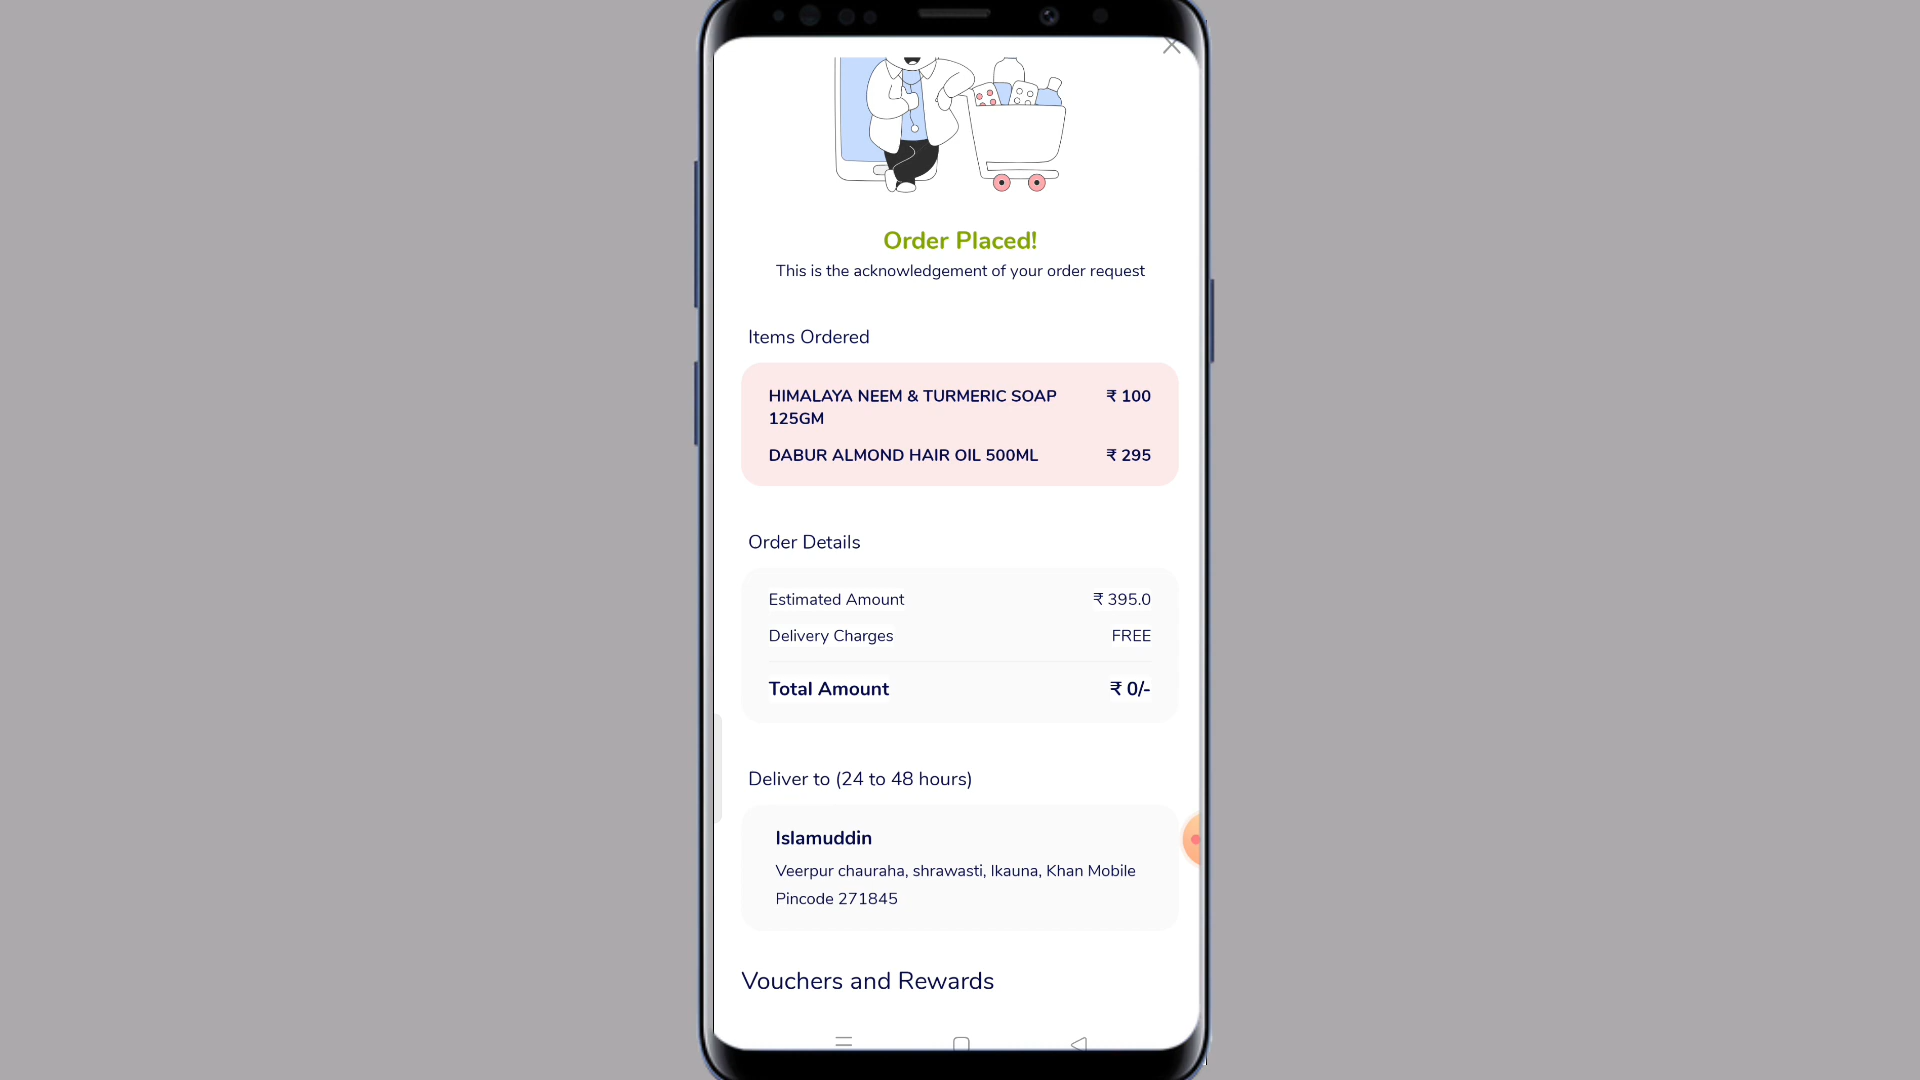 Order Placed!
This is the acknowledgement of your order request
Items Ordered
HIMALAYA NEEM & TURMERIC SOAP ₹ 100
125GM
DABUR ALMOND HAIR OIL 500ML ₹ 295
Order Details
Estimated Amount ₹ 395.0
Delivery Charges FREE
Total Amount ₹ 0/-
Deliver to (24 to 48 hours)
Islamuddin
Veerpur chauraha, shrawasti, Ikauna, Khan Mobile
Pincode 271845
Vouchers and Rewards